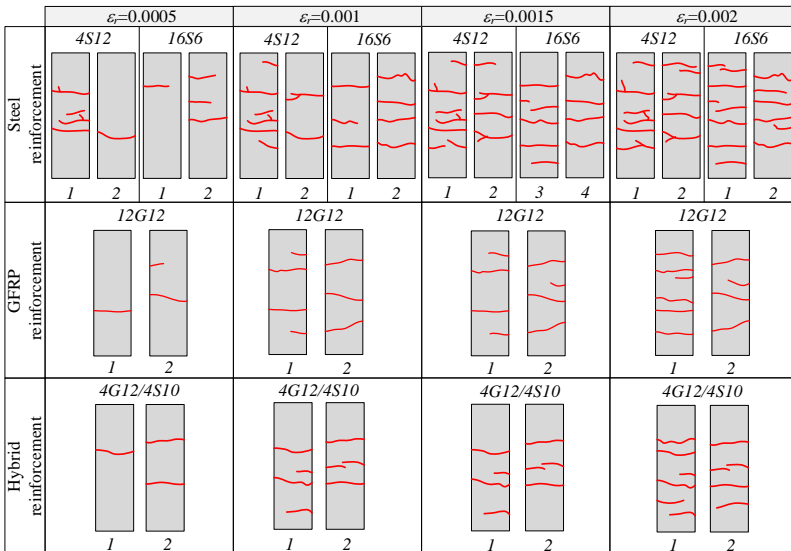 εᵣ=0.0005 εᵣ=0.001 εᵣ=0.0015 εᵣ=0.002
Steel reinforcement
4S12 16S6 4S12 16S6 4S12 16S6 4S12 16S6
1 2 1 2 1 2 1 2 1 2 3 4 1 2 1 2
GFRP reinforcement
12G12 12G12 12G12 12G12
1 2 1 2 1 2 1 2
Hybrid reinforcement
4G12/4S10 4G12/4S10 4G12/4S10 4G12/4S10
1 2 1 2 1 2 1 2